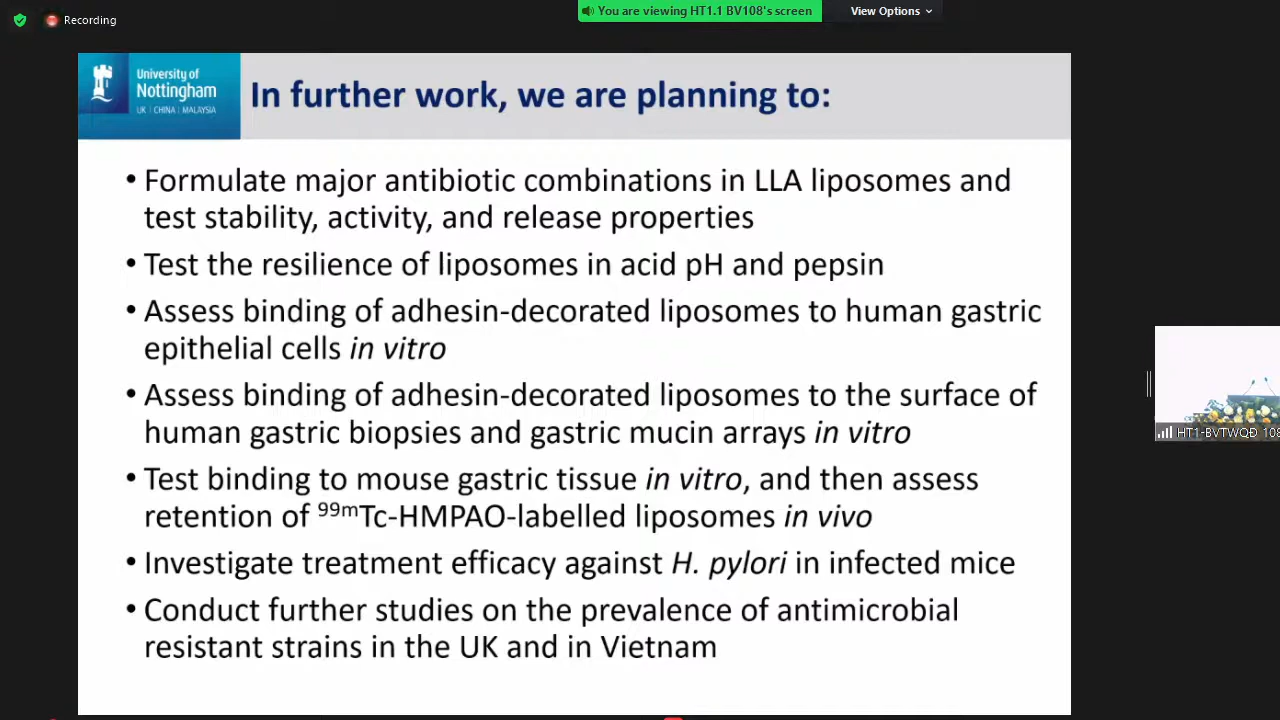 Recording
You are viewing HT1.1 BV108's screen
View Options
University of
Nottingham
UK | CHINA | MALAYSIA
In further work, we are planning to:
• Formulate major antibiotic combinations in LLA liposomes and
test stability, activity, and release properties
• Test the resilience of liposomes in acid pH and pepsin
• Assess binding of adhesin-decorated liposomes to human gastric
epithelial cells in vitro
• Assess binding of adhesin-decorated liposomes to the surface of
human gastric biopsies and gastric mucin arrays in vitro
• Test binding to mouse gastric tissue in vitro, and then assess
retention of ⁹⁹ᵐTc-HMPAO-labelled liposomes in vivo
• Investigate treatment efficacy against H. pylori in infected mice
• Conduct further studies on the prevalence of antimicrobial
resistant strains in the UK and in Vietnam
HT1-BVTWQĐ 108